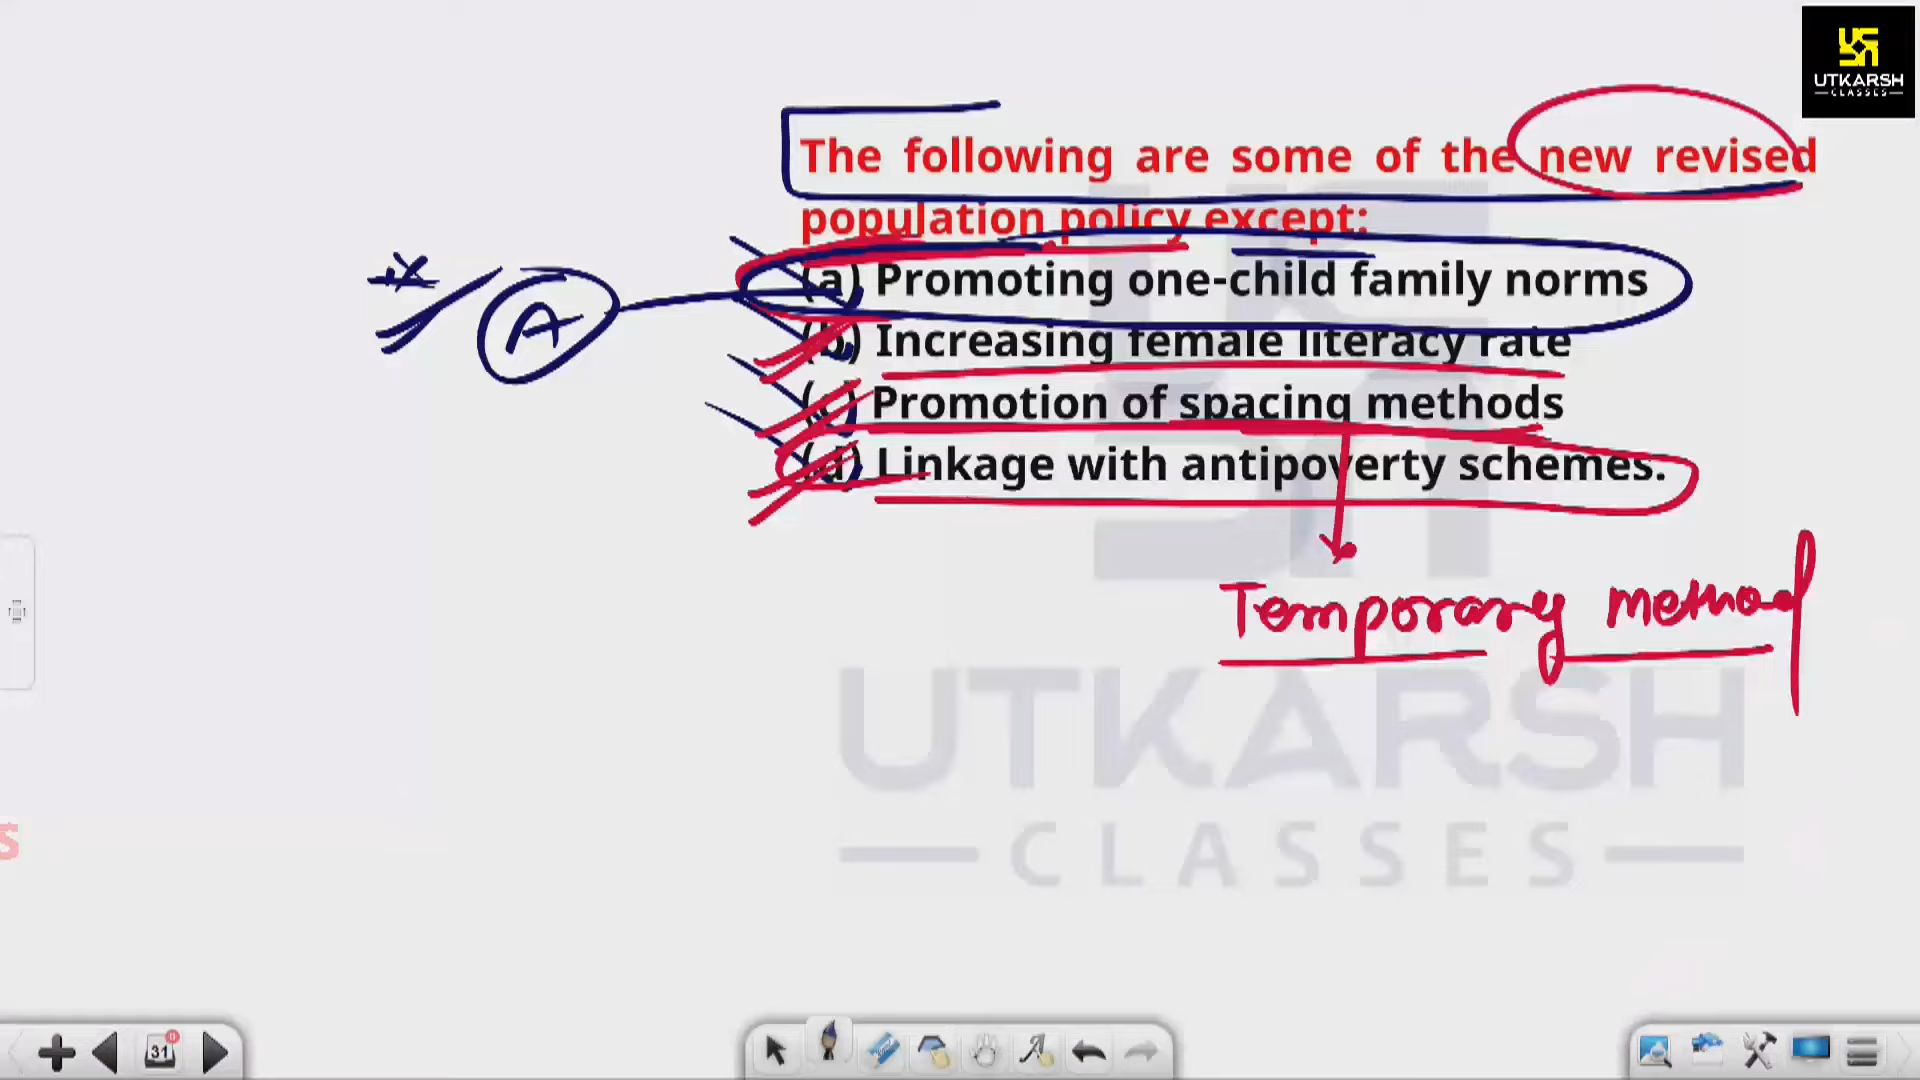 UTKARSH
CLASSES
The following are some of the new revised
population policy except:
(a) Promoting one-child family norms
(b) Increasing female literacy rate
(c) Promotion of spacing methods
(d) Linkage with antipoverty schemes.
A
Temporary method
UTKARSH
CLASSES
S
31
0